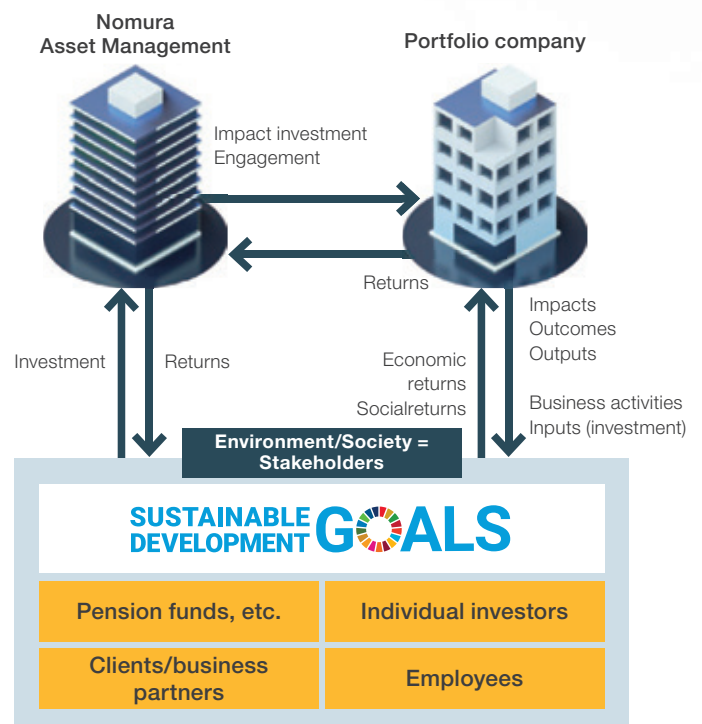 Nomura
Asset Management
Portfolio company
Impact investment
Engagement
Returns
Investment
Returns
Economic
returns
Socialreturns
Impacts
Outcomes
Outputs
Business activities
Inputs (investment)
Environment/Society =
Stakeholders
SUSTAINABLE
DEVELOPMENT
GOALS
Pension funds, etc.
Individual investors
Clients/business
partners
Employees